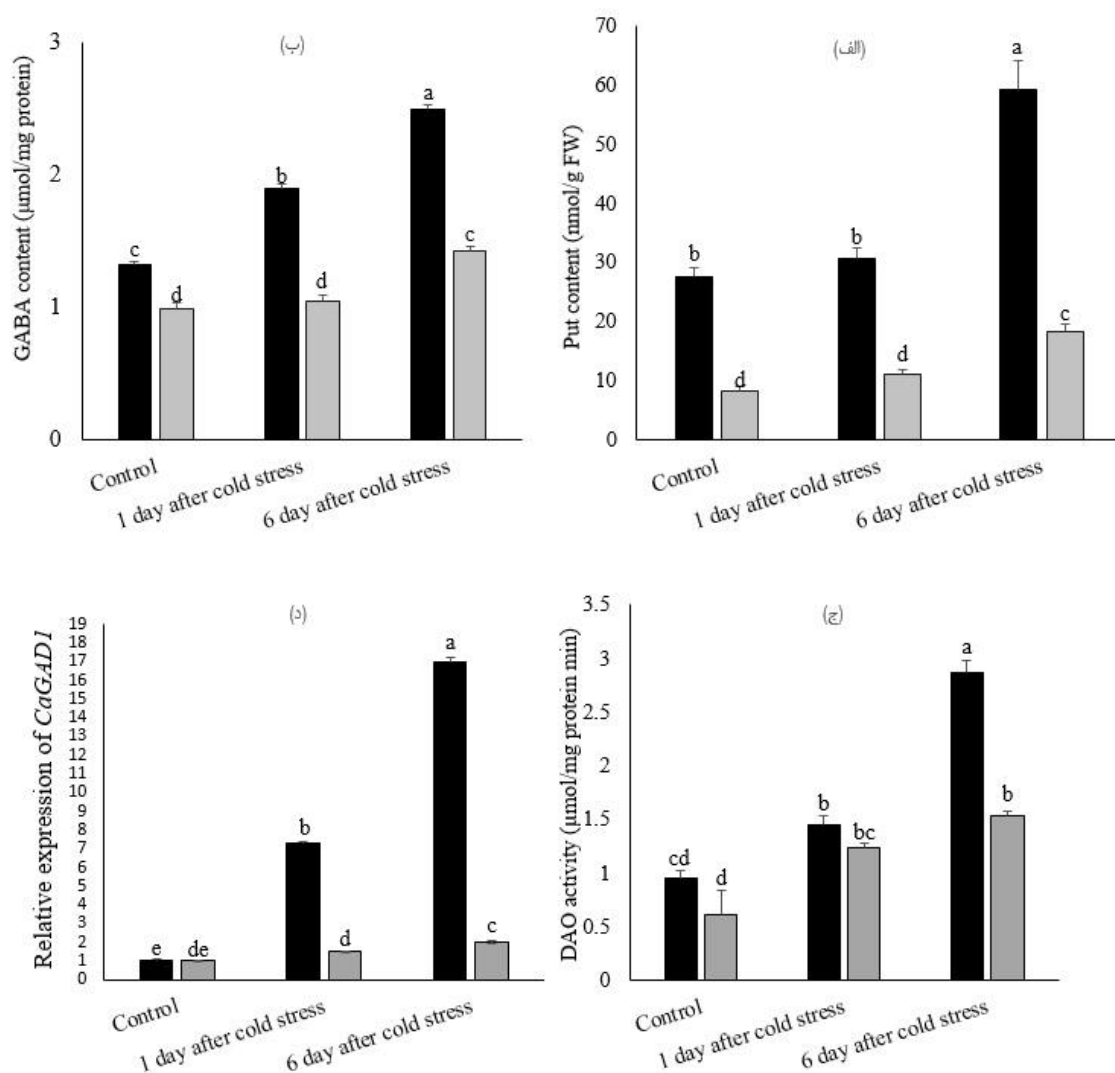 (ب)
GABA content (µmol/mg protein)
3
2
1
0
c
d
b
d
a
c
Control
1 day after cold stress
6 day after cold stress
(الف)
Put content (nmol/g FW)
70
60
50
40
30
20
10
0
b
d
b
d
a
c
Control
1 day after cold stress
6 day after cold stress
(د)
Relative expression of CaGAD1
19
18
17
16
15
14
13
12
11
10
9
8
7
6
5
4
3
2
1
0
e
de
b
d
a
c
Control
1 day after cold stress
6 day after cold stress
(ج)
DAO activity (µmol/mg protein min)
3.5
3
2.5
2
1.5
1
0.5
0
cd
d
b
bc
a
b
Control
1 day after cold stress
6 day after cold stress